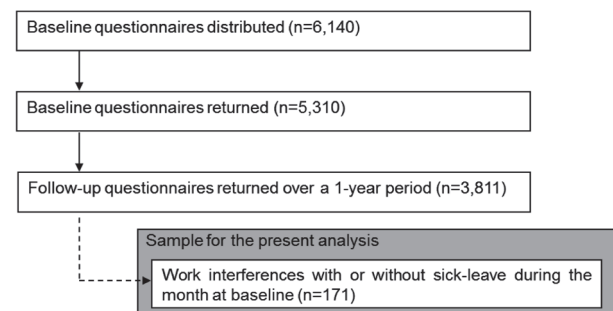 Baseline questionnaires distributed (n=6,140)
Baseline questionnaires returned (n=5,310)
Follow-up questionnaires returned over a 1-year period (n=3,811)
Sample for the present analysis
Work interferences with or without sick-leave during the
month at baseline (n=171)